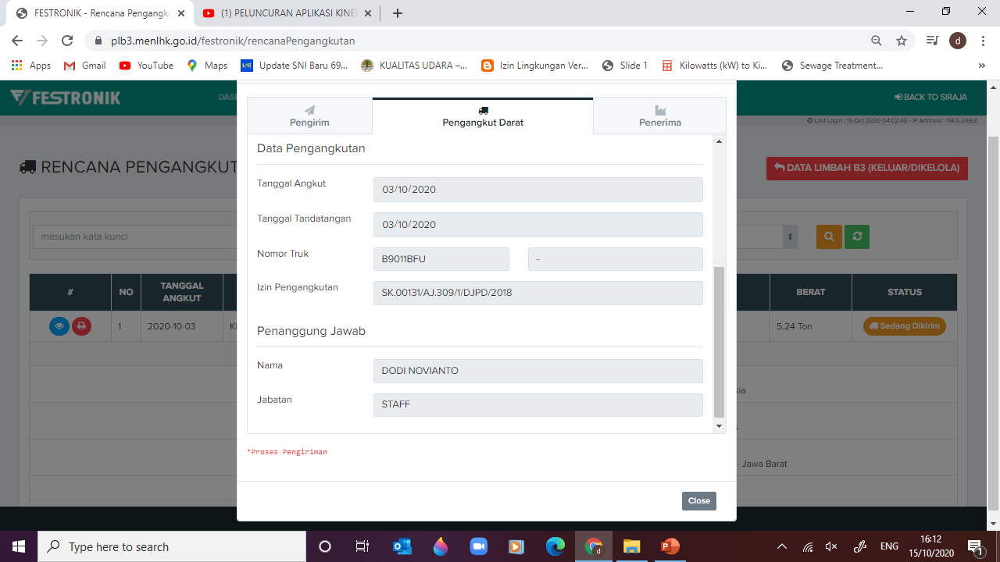 FESTRONIK - Rencana Pengangku
(1) PELUNCURAN APLIKASI KINER
plb3.menlhk.go.id/festronik/rencanaPengangkutan
d
Apps
Gmail
YouTube
Maps
Update SNI Baru 69...
KUALITAS UDARA –...
Izin Lingkungan Ver...
Slide 1
Kilowatts (kW) to Ki...
Sewage Treatment...
»
FESTRONIK
DAS
BACK TO SIRAJA
Last Login : 15 Oct 2020 04:02:40 - IP Address : 114.5.209.8
RENCANA PENGANGKUT
DATA LIMBAH B3 (KELUAR/DIKELOLA)
masukan kata kunci
# NO TANGGAL ANGKUT BERAT STATUS
1 2020-10-03 5.24 Ton Sedang Dikirim
- Jawa Barat
Pengirim
Pengangkut Darat
Penerima
Data Pengangkutan
Tanggal Angkut 03/10/2020
Tanggal Tandatangan 03/10/2020
Nomor Truk B9011BFU -
Izin Pengangkutan SK.00131/AJ.309/1/DJPD/2018
Penanggung Jawab
Nama DODI NOVIANTO
Jabatan STAFF
*Proses Pengiriman
Close
Type here to search
ENG
16:12
15/10/2020
1